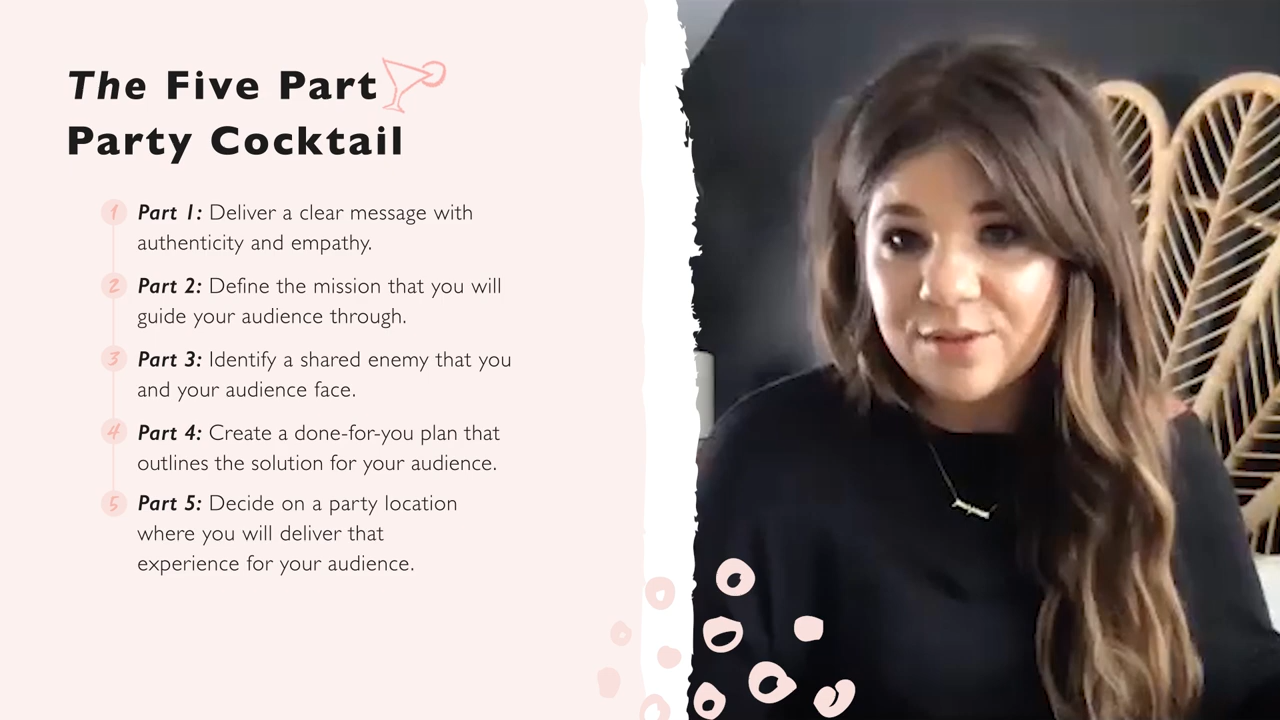 The Five Part
Party Cocktail
1 Part 1: Deliver a clear message with
authenticity and empathy.
2 Part 2: Define the mission that you will
guide your audience through.
3 Part 3: Identify a shared enemy that you
and your audience face.
4 Part 4: Create a done-for-you plan that
outlines the solution for your audience.
5 Part 5: Decide on a party location
where you will deliver that
experience for your audience.